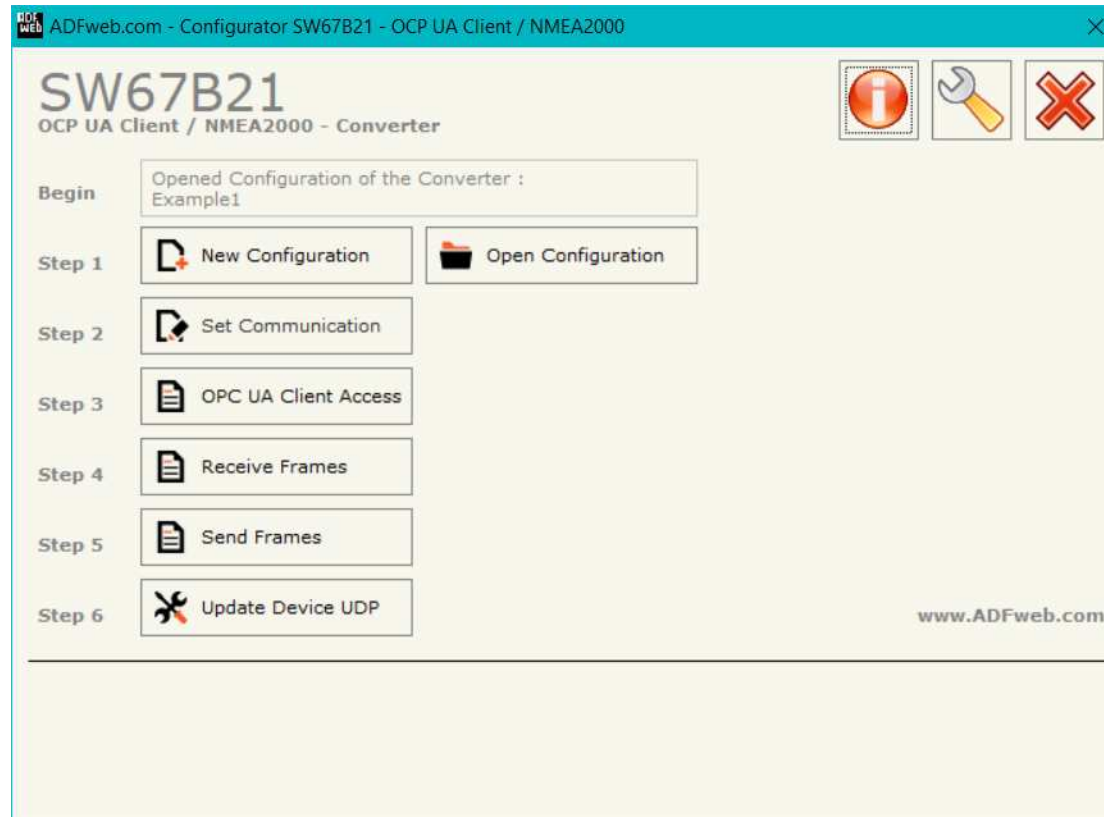 ADF
WEB
ADFweb.com - Configurator SW67B21 - OCP UA Client / NMEA2000
SW67B21
OCP UA Client / NMEA2000 - Converter
Begin
Opened Configuration of the Converter :
Example1
Step 1
New Configuration
Open Configuration
Step 2
Set Communication
Step 3
OPC UA Client Access
Step 4
Receive Frames
Step 5
Send Frames
Step 6
Update Device UDP
www.ADFweb.com